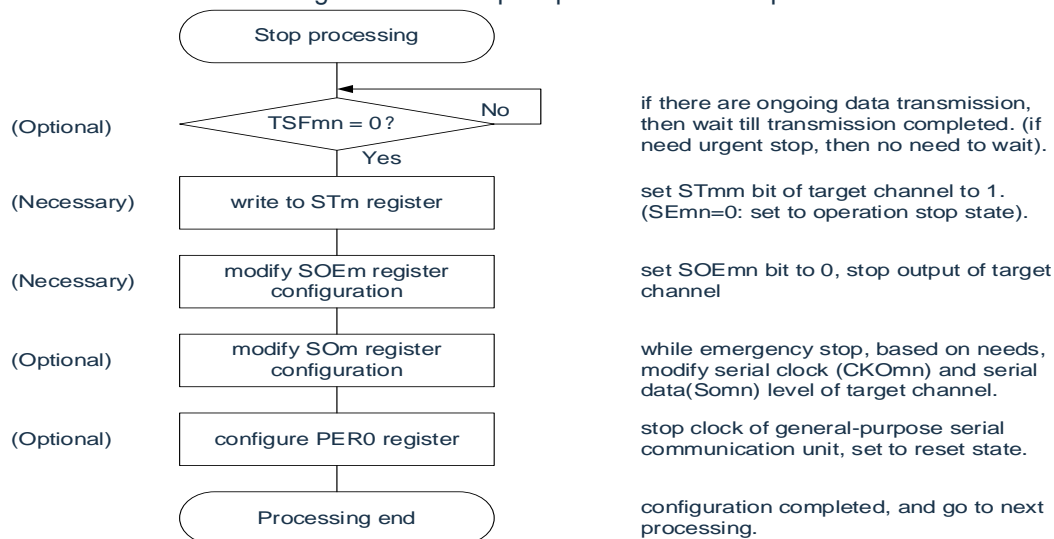 Stop processing
No
(Optional)
TSFmn = 0?
if there are ongoing data transmission,
then wait till transmission completed. (if
need urgent stop, then no need to wait).
Yes
(Necessary)
write to STm register
set STmm bit of target channel to 1.
(SEmn=0: set to operation stop state).
(Necessary)
modify SOEm register
configuration
set SOEmn bit to 0, stop output of target
channel
(Optional)
modify SOm register
configuration
while emergency stop, based on needs,
modify serial clock (CKOmn) and serial
data(Somn) level of target channel.
(Optional)
configure PER0 register
stop clock of general-purpose serial
communication unit, set to reset state.
Processing end
configuration completed, and go to next
processing.